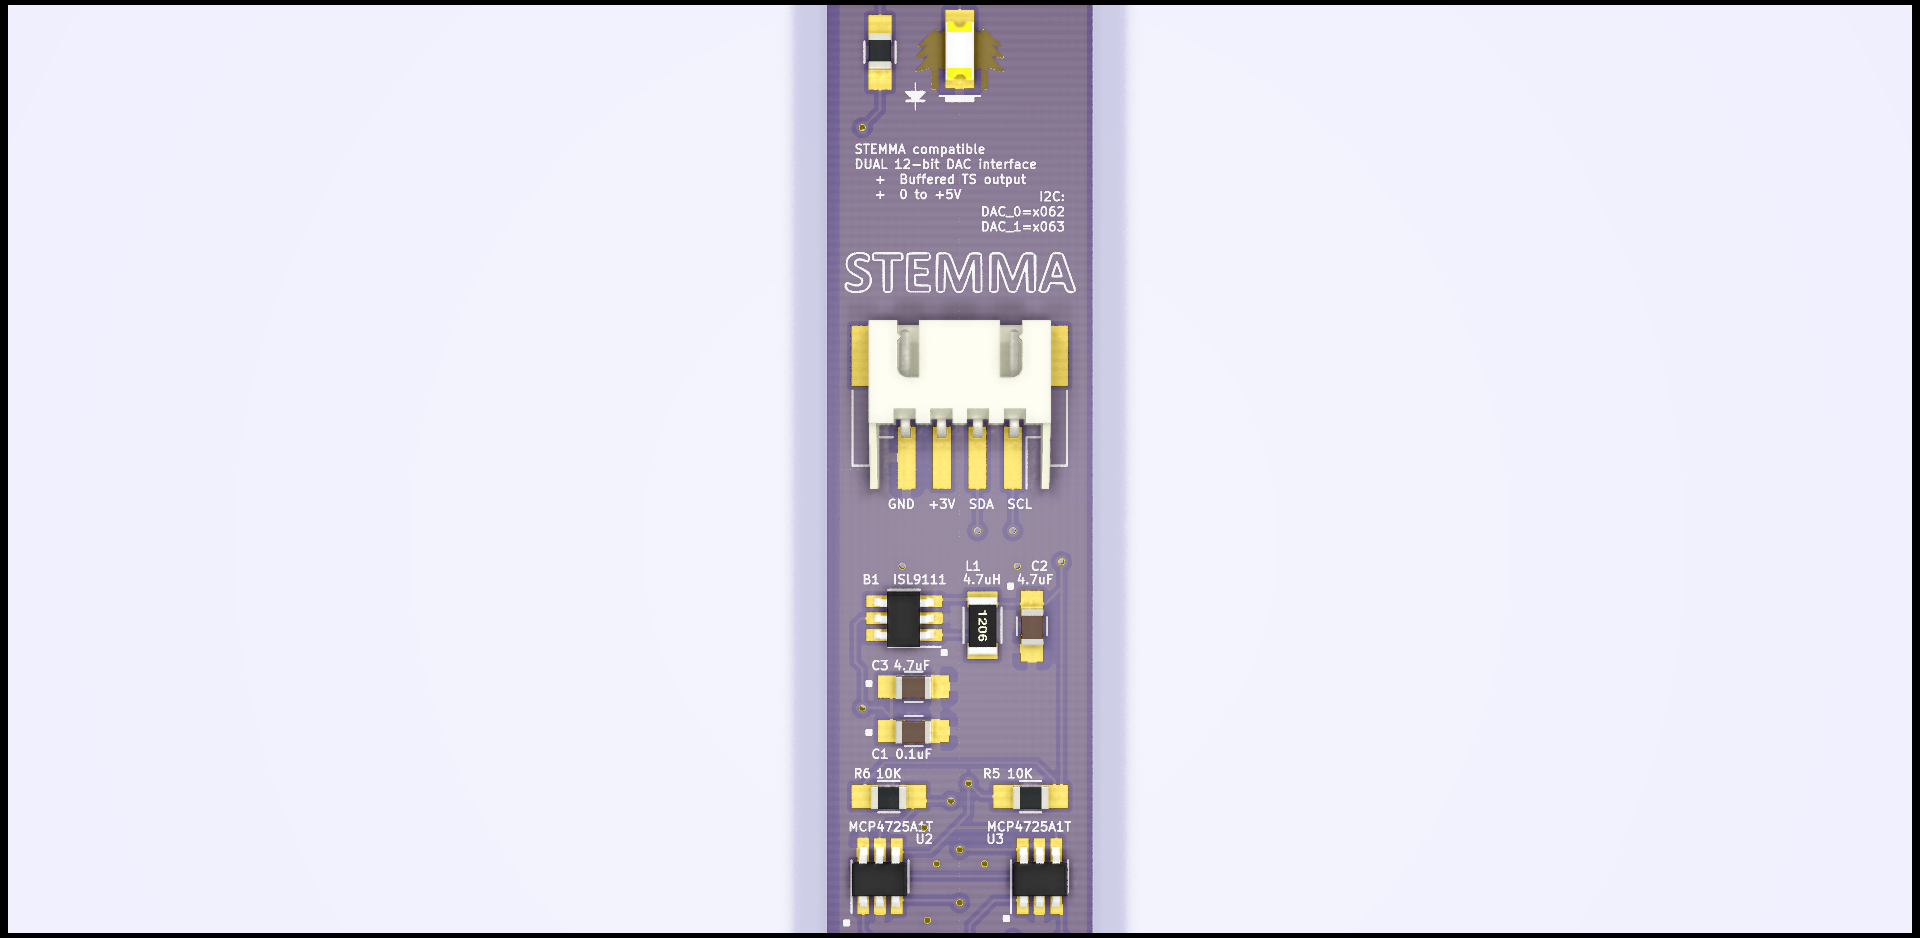 STEMMA compatible
DUAL 12-bit DAC interface
+ Buffered TS output
+ 0 to +5V
I2C:
DAC_0=x062
DAC_1=x063
STEMMA
GND +3V SDA SCL
L1 C2
B1 ISL9111 4.7uH 4.7uF
1206
C3 4.7uF
C1 0.1uF
R6 10K R5 10K
MCP4725A1T MCP4725A1T
U2 U3